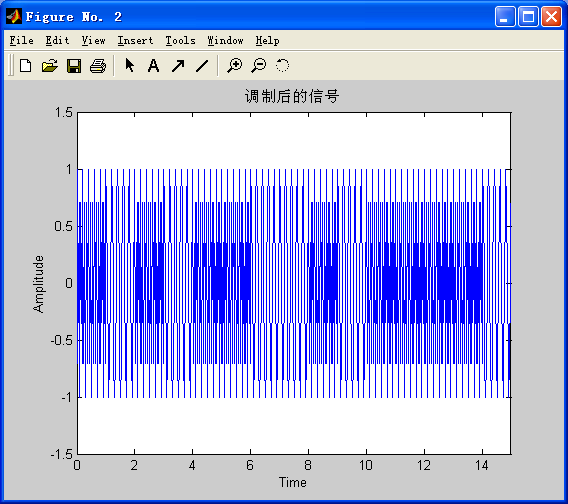 Figure No. 2
File Edit View Insert Tools Window Help
调制后的信号
1.5
1
0.5
0
-0.5
-1
-1.5
Amplitude
0 2 4 6 8 10 12 14
Time